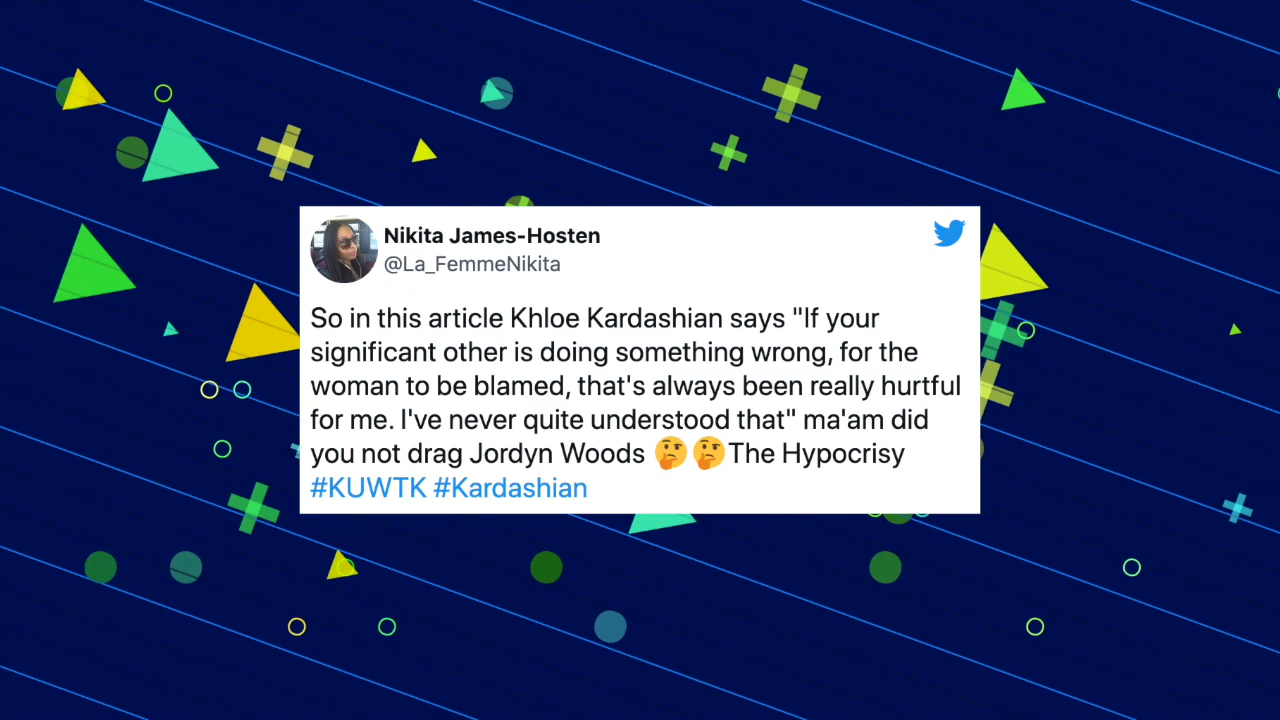 Nikita James-Hosten
@La_FemmeNikita
So in this article Khloe Kardashian says "If your
significant other is doing something wrong, for the
woman to be blamed, that's always been really hurtful
for me. I've never quite understood that" ma'am did
you not drag Jordyn Woods 🤔🤔The Hypocrisy
#KUWTK #Kardashian